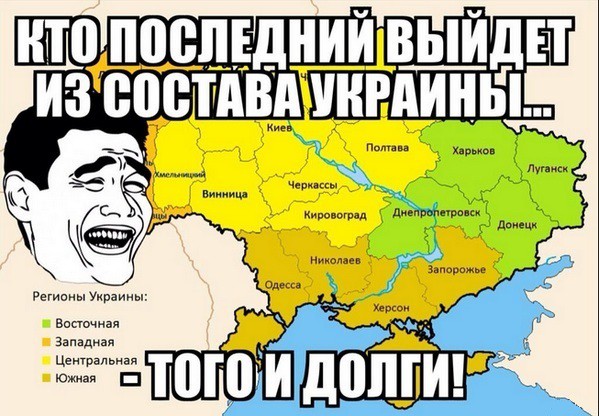 КТО ПОСЛЕДНИЙ ВЫЙДЕТ
ИЗ СОСТАВА УКРАИНЫ...
Киев
Полтава
Харьков
Луганск
Хмельницкий
Винница
Черкассы
Кировоград
Днепропетровск
Донецк
Николаев
Запорожье
Одесса
Херсон
Регионы Украины:
Восточная
Западная
Центральная
Южная
- ТОГО И ДОЛГИ!